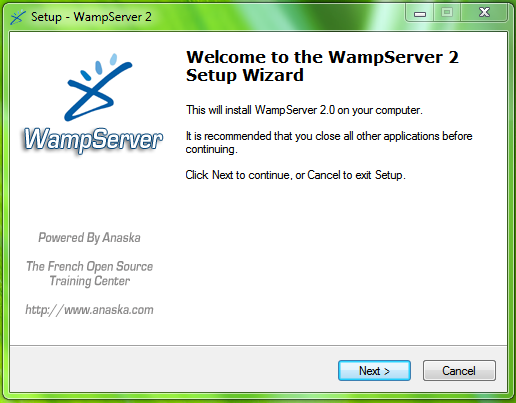 Setup - WampServer 2
WampServer
Powered By Anaska
The French Open Source
Training Center
http://www.anaska.com
Welcome to the WampServer 2
Setup Wizard
This will install WampServer 2.0 on your computer.
It is recommended that you close all other applications before
continuing.
Click Next to continue, or Cancel to exit Setup.
Next >
Cancel